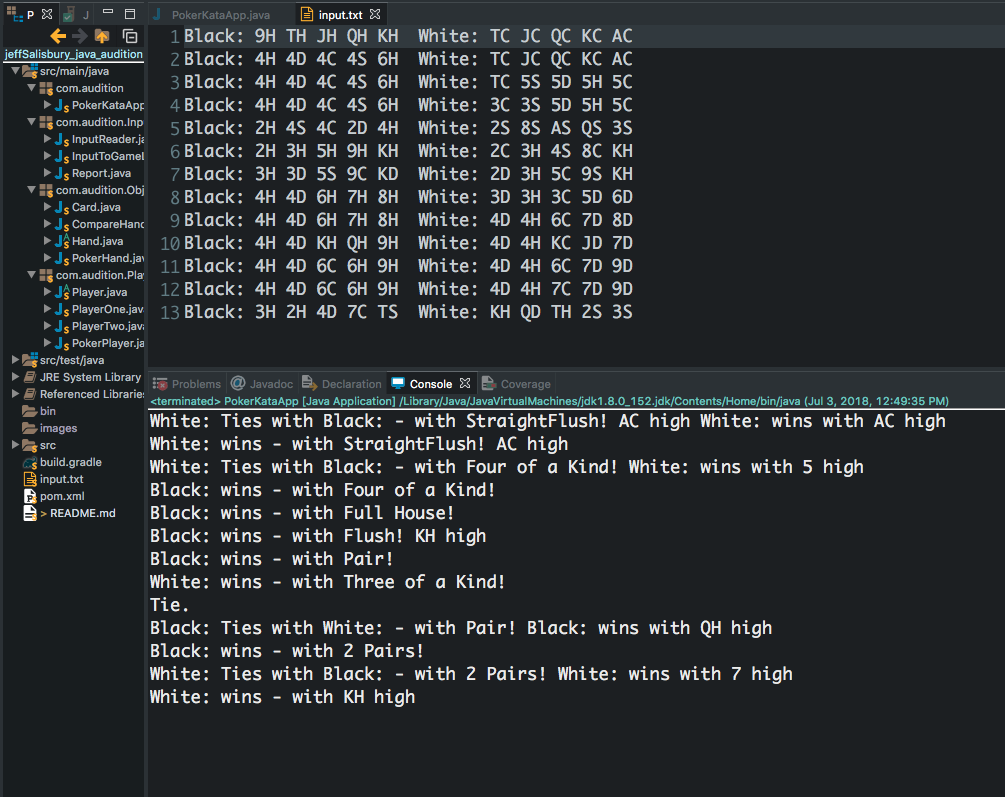 P
J
jeffSalisbury_java_audition
src/main/java
com.audition
PokerKataApp
com.audition.Inp
InputReader.ja
InputToGameL
Report.java
com.audition.Obj
Card.java
CompareHand
Hand.java
PokerHand.jav
com.audition.Pla
Player.java
PlayerOne.java
PlayerTwo.java
PokerPlayer.ja
src/test/java
JRE System Library
Referenced Libraries
bin
images
src
build.gradle
input.txt
pom.xml
> README.md
PokerKataApp.java input.txt
1 Black: 9H TH JH QH KH  White: TC JC QC KC AC
2 Black: 4H 4D 4C 4S 6H  White: TC JC QC KC AC
3 Black: 4H 4D 4C 4S 6H  White: TC 5S 5D 5H 5C
4 Black: 4H 4D 4C 4S 6H  White: 3C 3S 5D 5H 5C
5 Black: 2H 4S 4C 2D 4H  White: 2S 8S AS QS 3S
6 Black: 2H 3H 5H 9H KH  White: 2C 3H 4S 8C KH
7 Black: 3H 3D 5S 9C KD  White: 2D 3H 5C 9S KH
8 Black: 4H 4D 6H 7H 8H  White: 3D 3H 3C 5D 6D
9 Black: 4H 4D 6H 7H 8H  White: 4D 4H 6C 7D 8D
10 Black: 4H 4D KH QH 9H  White: 4D 4H KC JD 7D
11 Black: 4H 4D 6C 6H 9H  White: 4D 4H 6C 7D 9D
12 Black: 4H 4D 6C 6H 9H  White: 4D 4H 7C 7D 9D
13 Black: 3H 2H 4D 7C TS  White: KH QD TH 2S 3S
Problems @ Javadoc Declaration Console Coverage
<terminated> PokerKataApp [Java Application] /Library/Java/JavaVirtualMachines/jdk1.8.0_152.jdk/Contents/Home/bin/java (Jul 3, 2018, 12:49:35 PM)
White: Ties with Black: - with StraightFlush! AC high White: wins with AC high
White: wins - with StraightFlush! AC high
White: Ties with Black: - with Four of a Kind! White: wins with 5 high
Black: wins - with Four of a Kind!
Black: wins - with Full House!
Black: wins - with Flush! KH high
Black: wins - with Pair!
White: wins - with Three of a Kind!
Tie.
Black: Ties with White: - with Pair! Black: wins with QH high
Black: wins - with 2 Pairs!
White: Ties with Black: - with 2 Pairs! White: wins with 7 high
White: wins - with KH high